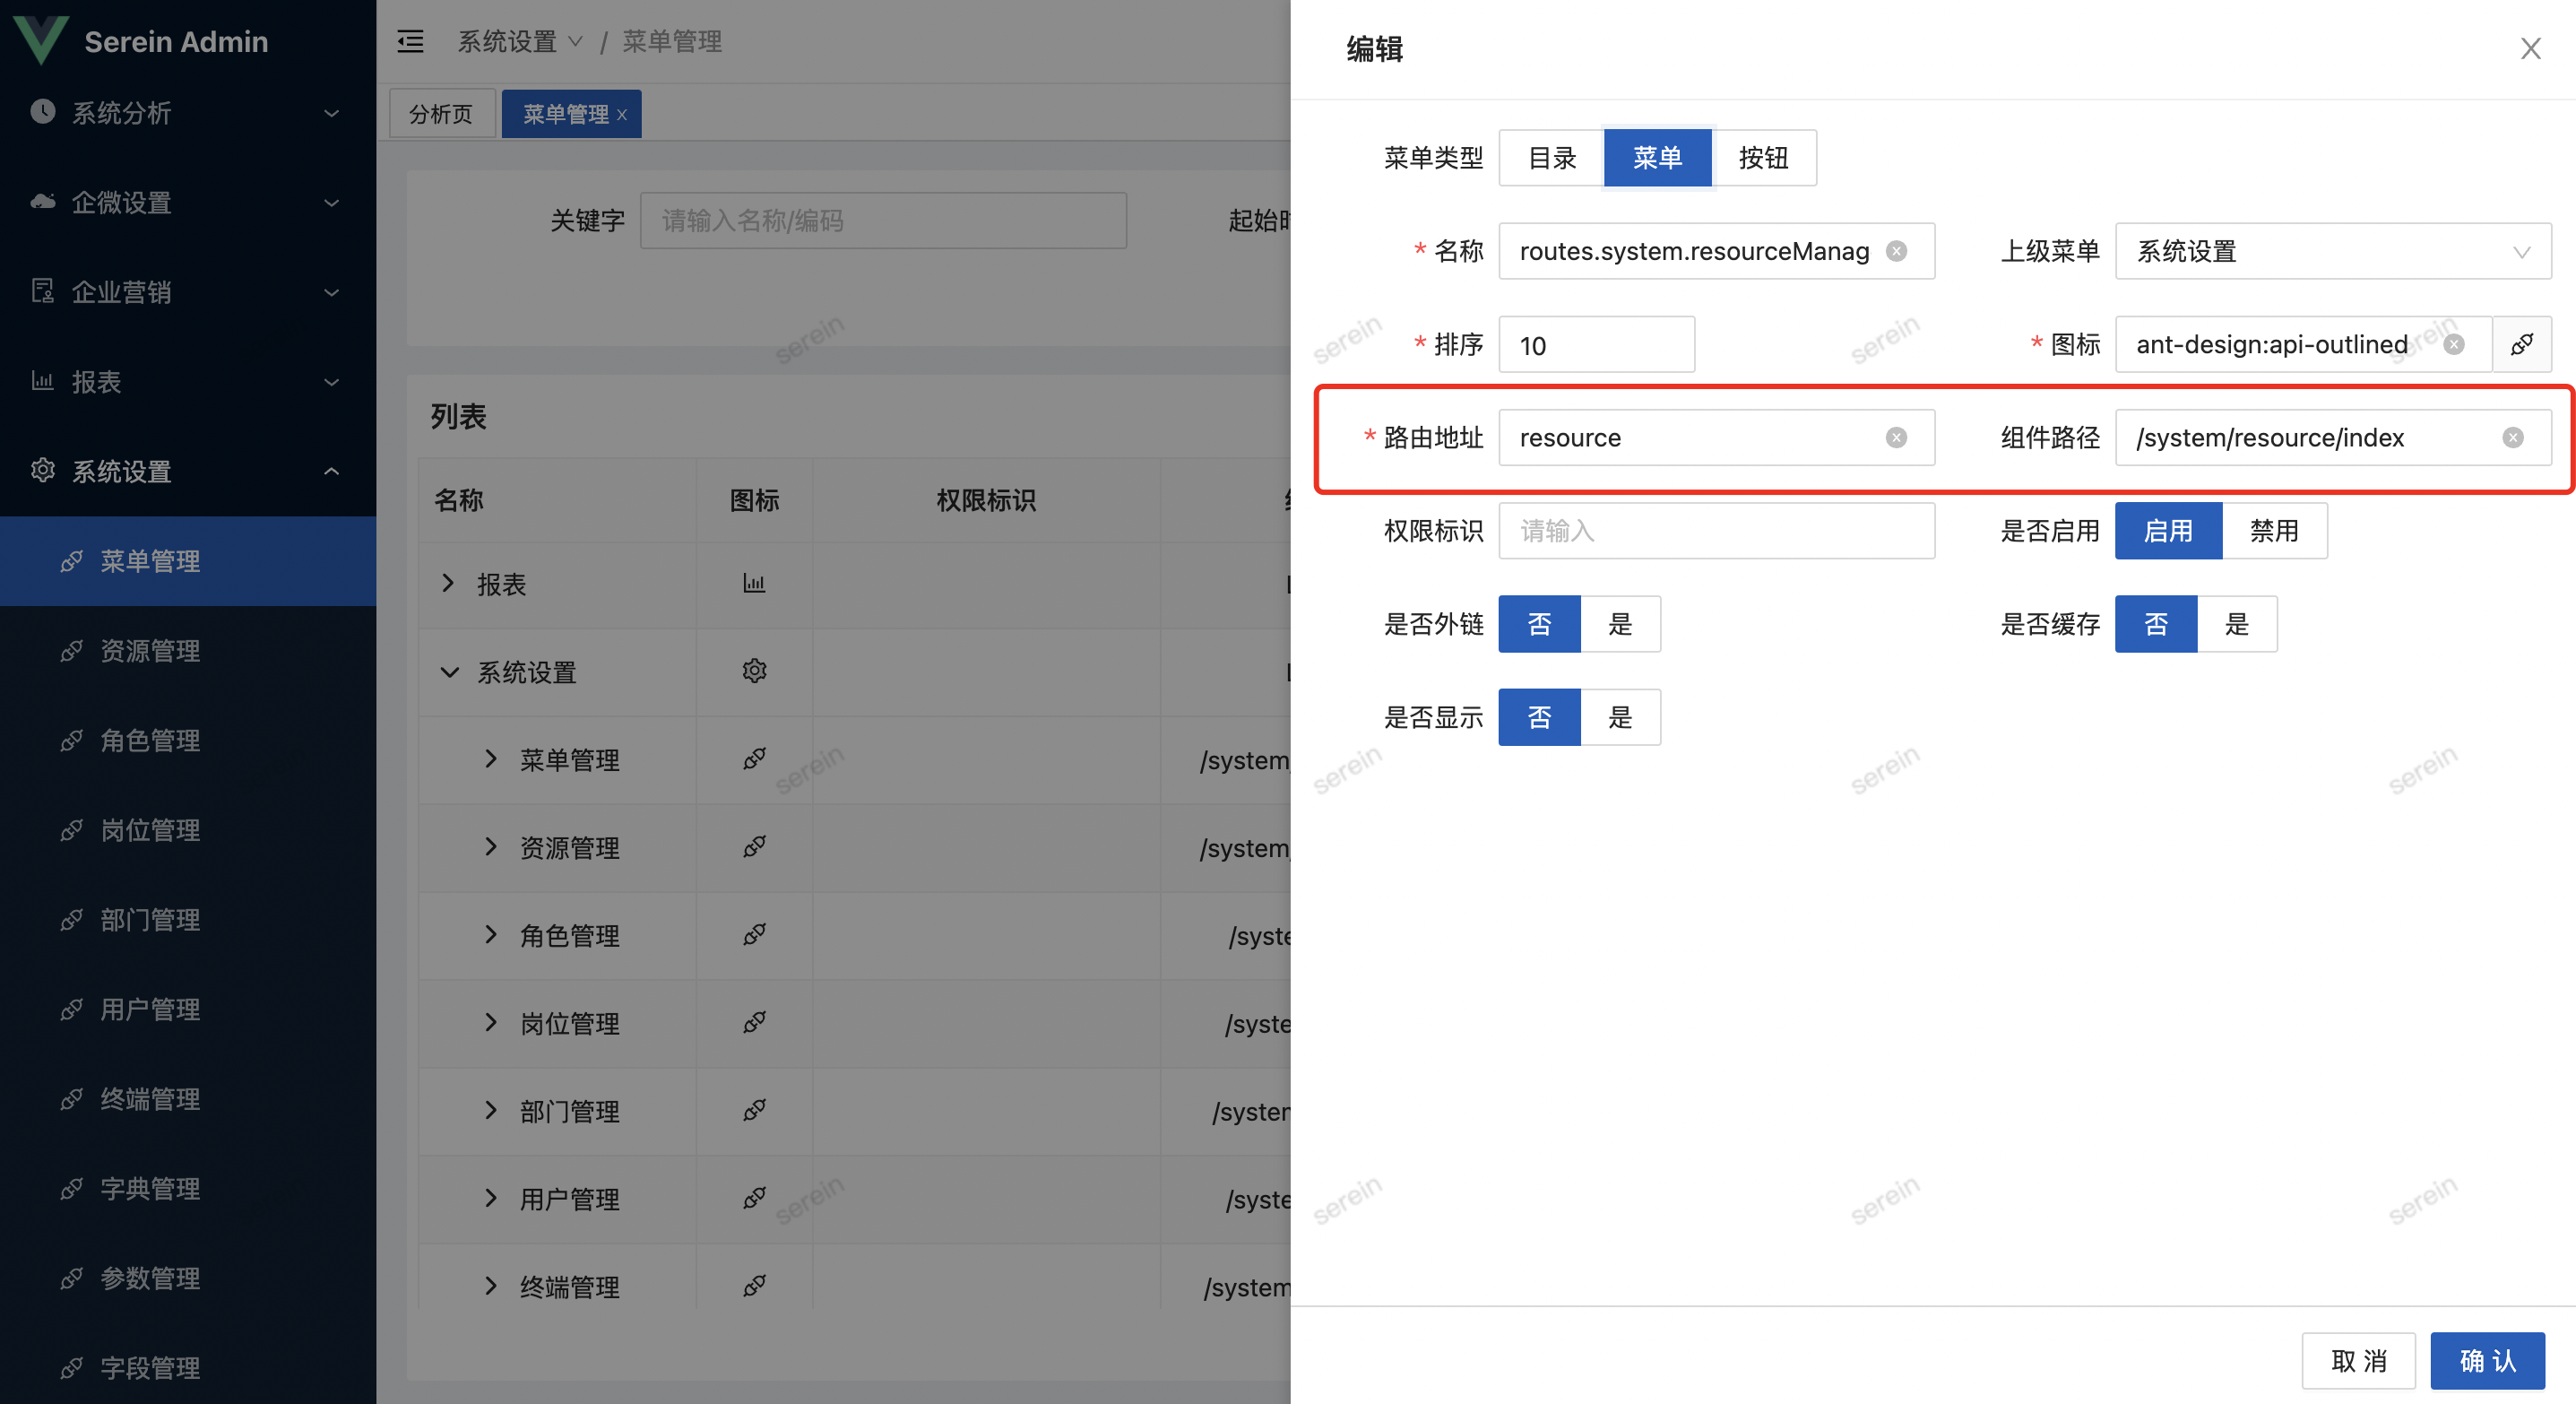 Serein Admin
系统分析
企微设置
企业营销
报表
系统设置
菜单管理
资源管理
角色管理
岗位管理
部门管理
用户管理
终端管理
字典管理
参数管理
字段管理
系统设置 / 菜单管理
分析页
菜单管理 x
关键字
请输入名称/编码
起始时
列表
名称
图标
权限标识
报表
系统设置
菜单管理
/system/
资源管理
/system/
角色管理
/syste
岗位管理
/syste
部门管理
/system
用户管理
/syste
终端管理
/system
编辑
菜单类型
目录
菜单
按钮
* 名称
routes.system.resourceManag
上级菜单
系统设置
* 排序
10
* 图标
ant-design:api-outlined
* 路由地址
resource
组件路径
/system/resource/index
权限标识
请输入
是否启用
启用
禁用
是否外链
否
是
是否缓存
否
是
是否显示
否
是
取 消
确 认
serein
serein
serein
serein
serein
serein
serein
serein
serein
serein
serein
serein